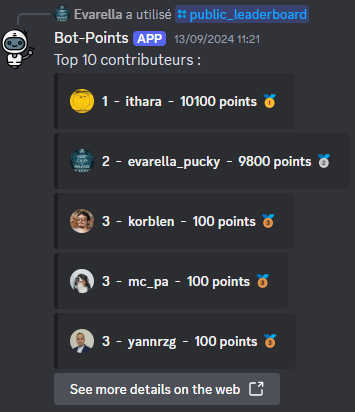 Evarella a utilisé public_leaderboard
Bot-Points APP 13/09/2024 11:21
Top 10 contributeurs :
1 - ithara - 10100 points 🥇
2 - evarella_pucky - 9800 points 🥈
3 - korblen - 100 points 🥉
3 - mc_pa - 100 points 🥉
3 - yannrzg - 100 points 🥉
See more details on the web